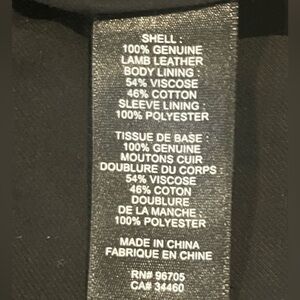 SHELL :
100% GENUINE
LAMB LEATHER
BODY LINING :
54% VISCOSE
46% COTTON
SLEEVE LINING :
100% POLYESTER
TISSUE DE BASE :
100% GENUINE
MOUTONS CUIR
DOUBLURE DU CORPS :
54% VISCOSE
46% COTON
DOUBLURE
DE LA MANCHE :
100% POLYESTER
MADE IN CHINA
FABRIQUE EN CHINE
RN# 96705
CA# 34460